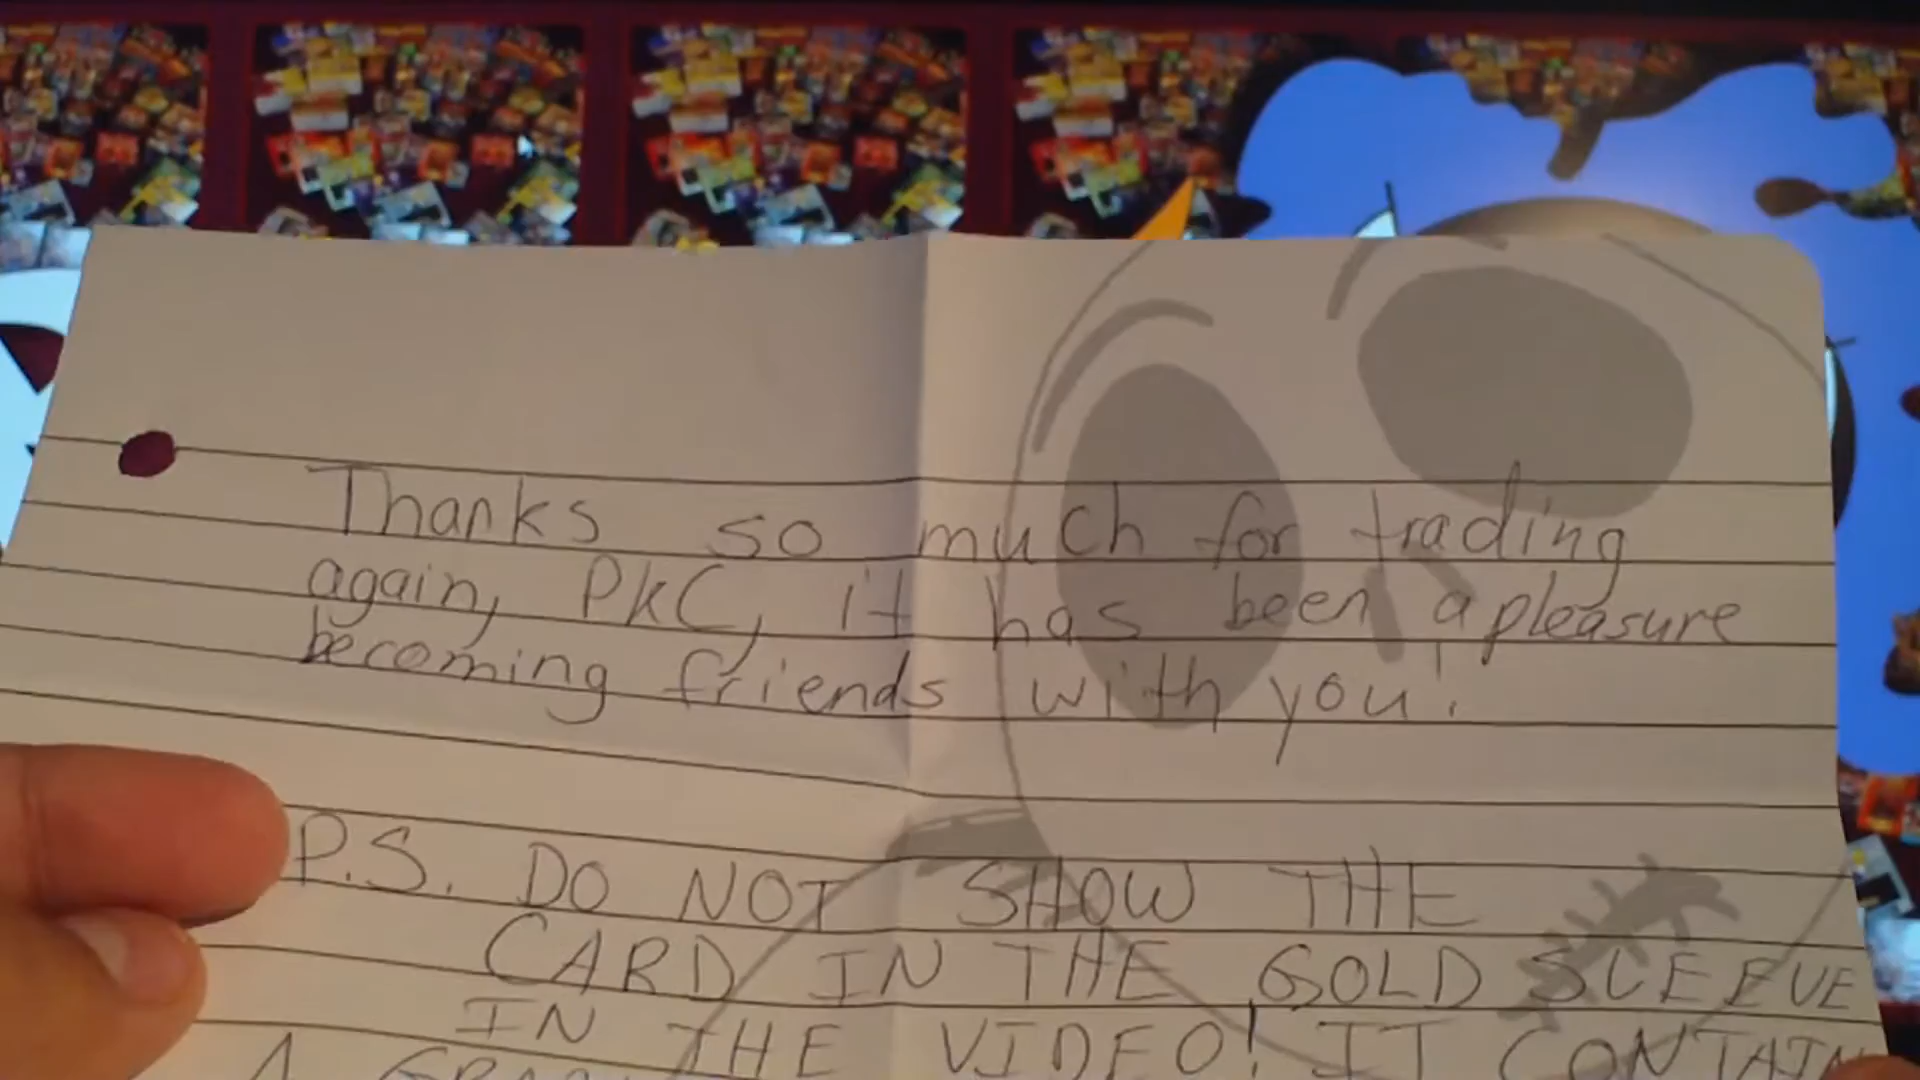 Thanks so much for trading
again, PKC, it has been a pleasure
becoming friends with you!
P.S. DO NOT SHOW THE
CARD IN THE GOLD SLEEVE
IN THE VIDEO! IT CONTAIN
A